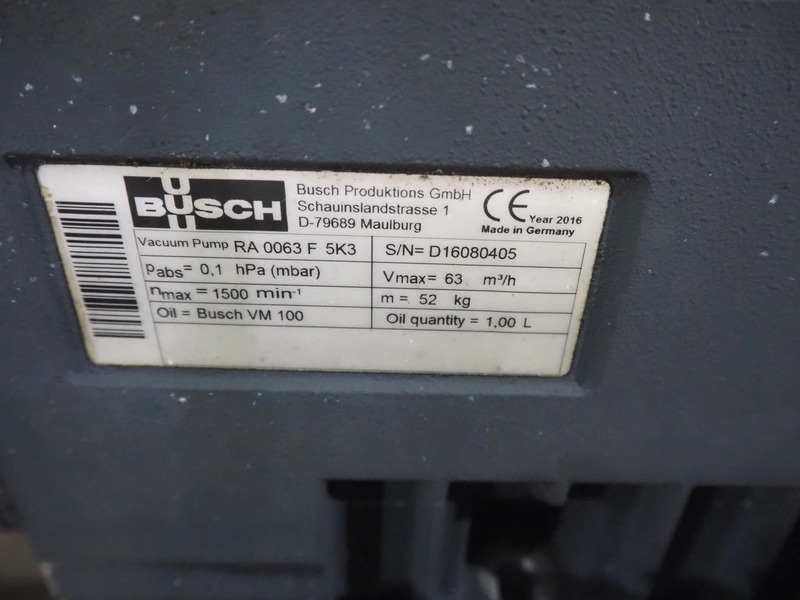 BUSCH
Busch Produktions GmbH
Schauinslandstrasse 1
D-79689 Maulburg
CE Year 2016
Made in Germany
Vacuum Pump RA 0063 F 5K3
S/N= D16080405
pabs= 0,1 hPa (mbar)
Vmax= 63 m³/h
nmax = 1500 min-1
m = 52 kg
Oil = Busch VM 100
Oil quantity = 1,00 L